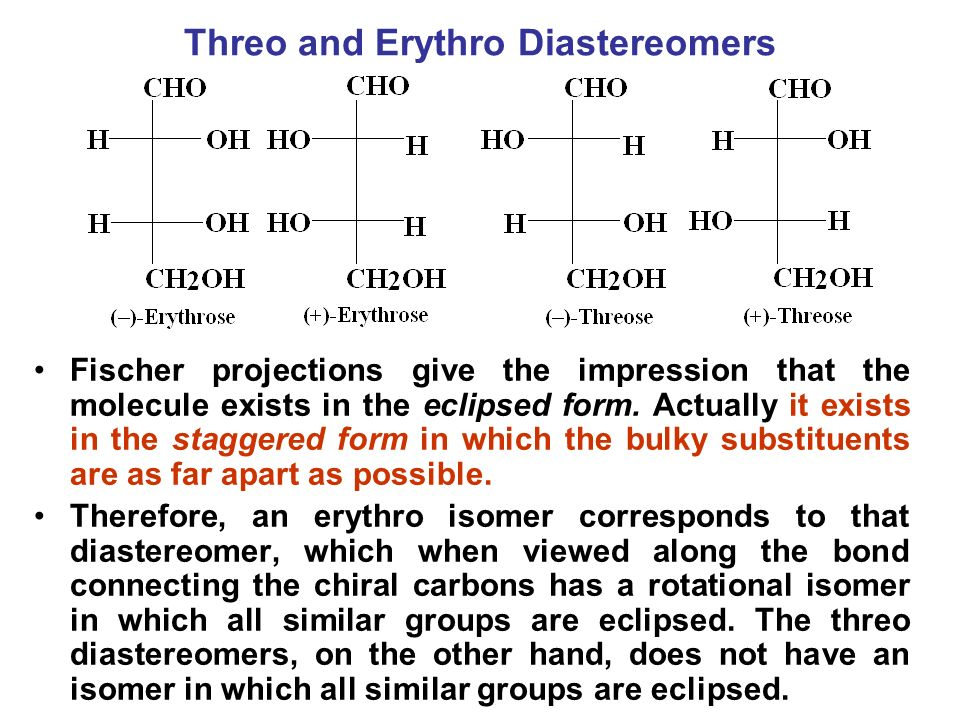 Threo and Erythro Diastereomers
CHO CHO CHO CHO
H OH HO H HO H H OH
H OH HO H H OH HO H
CH2OH CH2OH CH2OH CH2OH
(−)-Erythrose (+)-Erythrose (−)-Threose (+)-Threose
• Fischer projections give the impression that the
molecule exists in the eclipsed form. Actually it exists
in the staggered form in which the bulky substituents
are as far apart as possible.
• Therefore, an erythro isomer corresponds to that
diastereomer, which when viewed along the bond
connecting the chiral carbons has a rotational isomer
in which all similar groups are eclipsed. The threo
diastereomers, on the other hand, does not have an
isomer in which all similar groups are eclipsed.